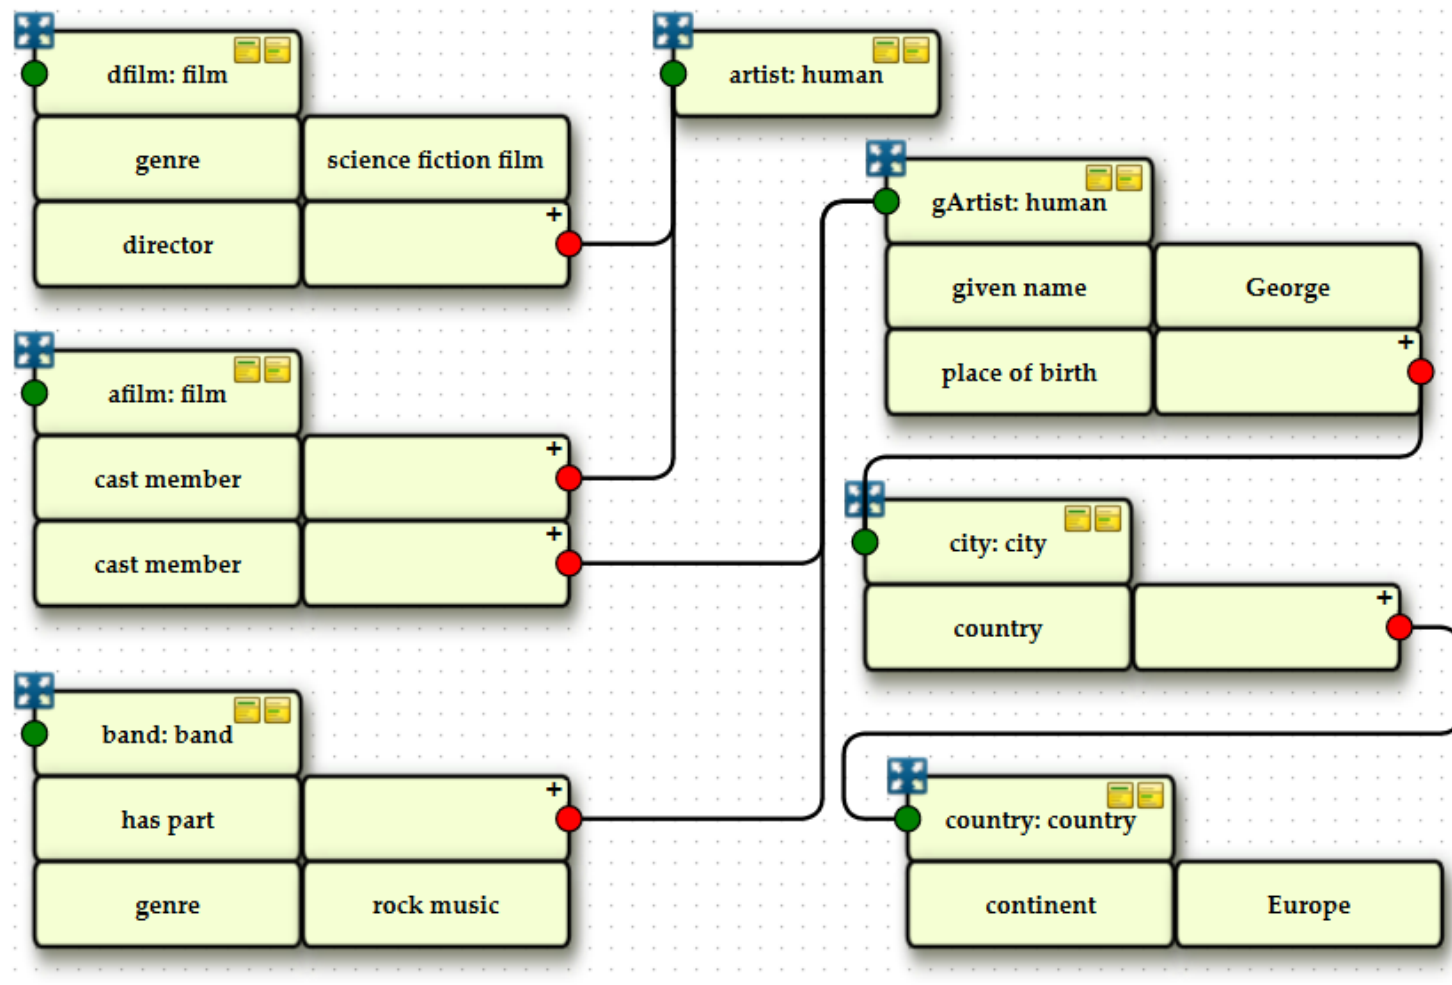 dfilm: film
genre
science fiction film
director
+
artist: human
gArtist: human
given name
George
place of birth
+
afilm: film
cast member
+
cast member
+
city: city
country
+
band: band
has part
+
genre
rock music
country: country
continent
Europe